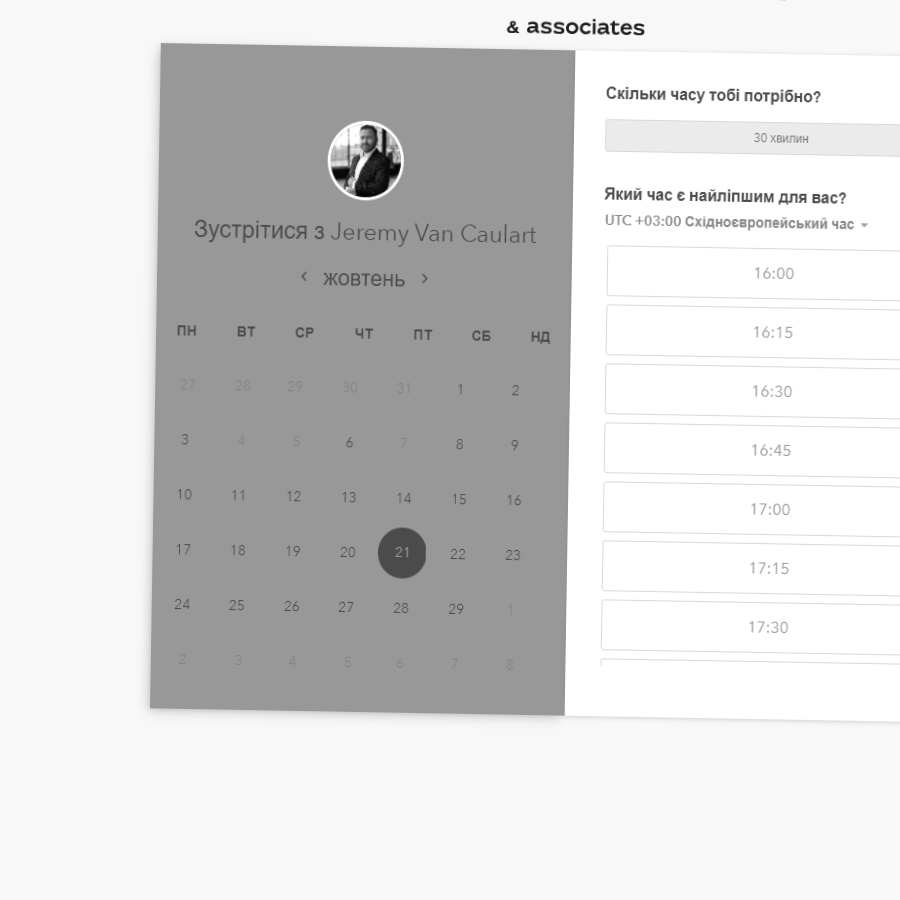 & associates
Зустрітися з Jeremy Van Caulart
жовтень
ПН ВТ СР ЧТ ПТ СБ НД
27 28 29 30 31 1 2
3 4 5 6 7 8 9
10 11 12 13 14 15 16
17 18 19 20 21 22 23
24 25 26 27 28 29 1
2 3 4 5 6 7 8
Скільки часу тобі потрібно?
30 хвилин
Який час є найліпшим для вас?
UTC +03:00 Східноєвропейський час
16:00
16:15
16:30
16:45
17:00
17:15
17:30